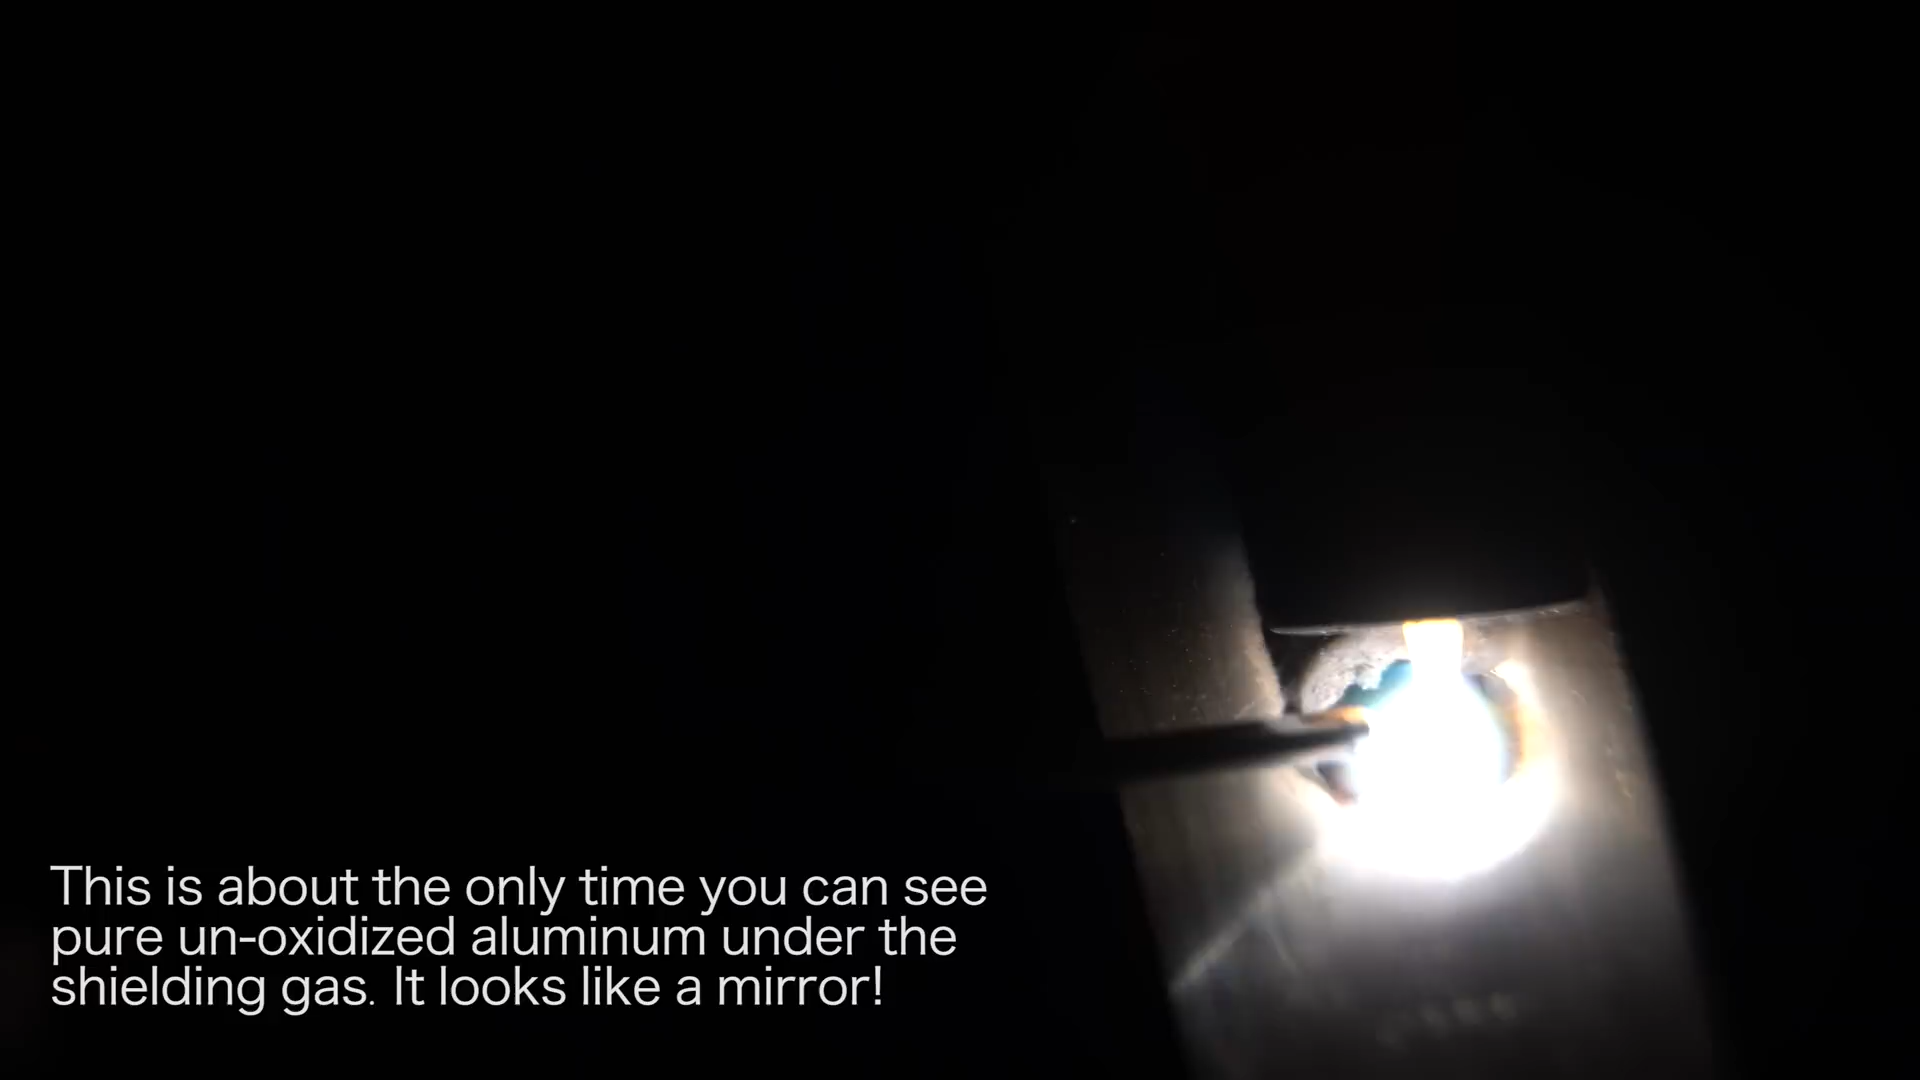 This is about the only time you can see
pure un-oxidized aluminum under the
shielding gas. It looks like a mirror!